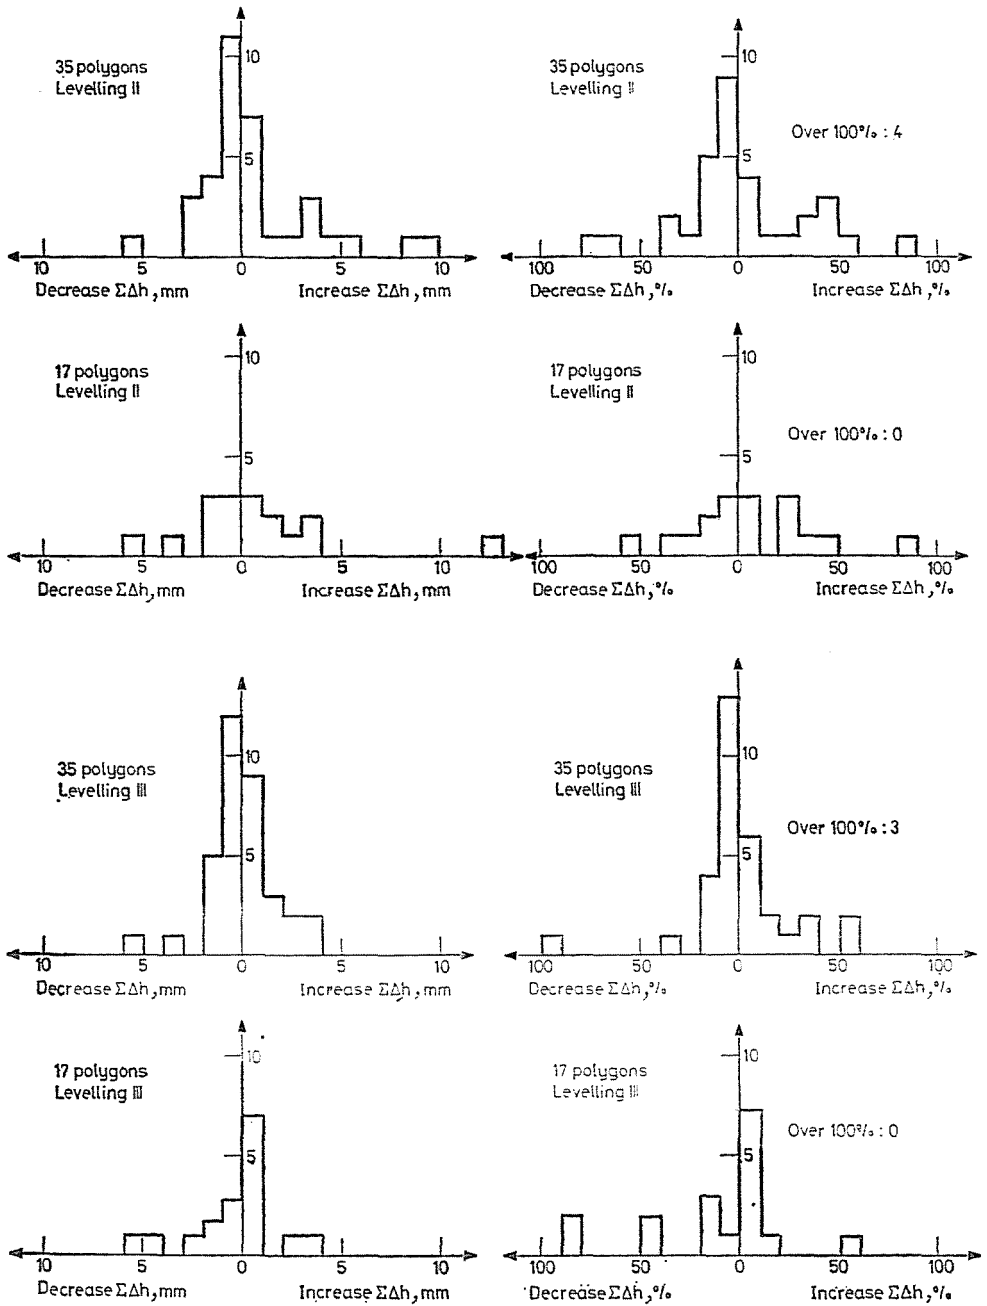 35 polygons
Levelling II
10
5
10 5 0 5 10
Decrease ΣΔh, mm Increase ΣΔh, mm
35 polygons
Levelling II
10
Over 100% : 4
5
100 50 0 50 100
Decrease ΣΔh, % Increase ΣΔh, %
17 polygons
Levelling II
10
5
10 5 0 5 10
Decrease ΣΔh, mm Increase ΣΔh, mm
17 polygons
Levelling II
10
Over 100% : 0
5
100 50 0 50 100
Decrease ΣΔh, % Increase ΣΔh, %
35 polygons
Levelling III
10
5
10 5 0 5 10
Decrease ΣΔh, mm Increase ΣΔh, mm
35 polygons
Levelling III
10
Over 100% : 3
5
100 50 0 50 100
Decrease ΣΔh, % Increase ΣΔh, %
17 polygons
Levelling III
10
5
10 5 0 5 10
Decrease ΣΔh, mm Increase ΣΔh, mm
17 polygons
Levelling III
10
Over 100% : 0
5
100 50 0 50 100
Decrease ΣΔh, % Increase ΣΔh, %